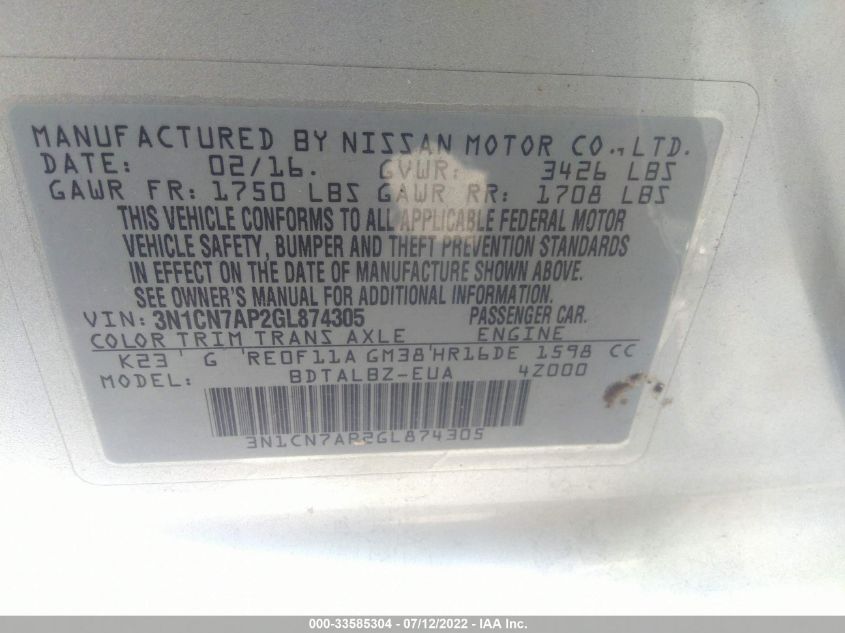 MANUFACTURED BY NISSAN MOTOR CO., LTD.
DATE: 02/16. GVWR: 3426 LBS
GAWR FR: 1750 LBS GAWR RR: 1708 LBS
THIS VEHICLE CONFORMS TO ALL APPLICABLE FEDERAL MOTOR
VEHICLE SAFETY, BUMPER AND THEFT PREVENTION STANDARDS
IN EFFECT ON THE DATE OF MANUFACTURE SHOWN ABOVE.
SEE OWNER'S MANUAL FOR ADDITIONAL INFORMATION.
VIN: 3N1CN7AP2GL874305 PASSENGER CAR.
COLOR TRIM TRANS AXLE ENGINE
K23 G RE0F11A GM38 HR16DE 1598 CC
MODEL: BDTALBZ-EUA 4Z000
3N1CN7AP2GL874305
000-33585304 - 07/12/2022 - IAA Inc.